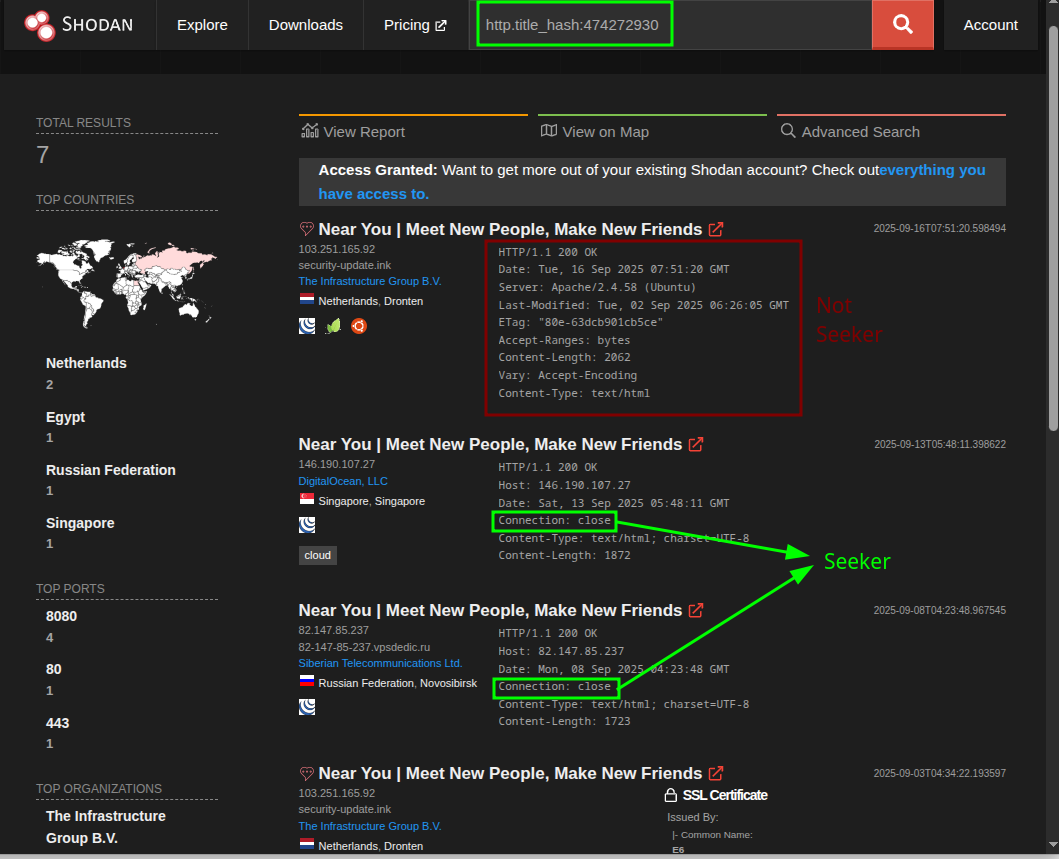 SHODAN Explore Downloads Pricing http.title_hash:474272930 Account
TOTAL RESULTS
7
TOP COUNTRIES
Netherlands
2
Egypt
1
Russian Federation
1
Singapore
1
TOP PORTS
8080
4
80
1
443
1
TOP ORGANIZATIONS
The Infrastructure
Group B.V.
View Report View on Map Advanced Search
Access Granted: Want to get more out of your existing Shodan account? Check outeverything you
have access to.
Near You | Meet New People, Make New Friends 2025-09-16T07:51:20.598494
103.251.165.92
security-update.ink
The Infrastructure Group B.V.
Netherlands, Dronten
HTTP/1.1 200 OK
Date: Tue, 16 Sep 2025 07:51:20 GMT
Server: Apache/2.4.58 (Ubuntu)
Last-Modified: Tue, 02 Sep 2025 06:26:05 GMT
ETag: "80e-63dcb901cb5ce"
Accept-Ranges: bytes
Content-Length: 2062
Vary: Accept-Encoding
Content-Type: text/html
Not
Seeker
Near You | Meet New People, Make New Friends 2025-09-13T05:48:11.398622
146.190.107.27
DigitalOcean, LLC
Singapore, Singapore
cloud
HTTP/1.1 200 OK
Host: 146.190.107.27
Date: Sat, 13 Sep 2025 05:48:11 GMT
Connection: close
Content-Type: text/html; charset=UTF-8
Content-Length: 1872
Seeker
Near You | Meet New People, Make New Friends 2025-09-08T04:23:48.967545
82.147.85.237
82-147-85-237.vpsdedic.ru
Siberian Telecommunications Ltd.
Russian Federation, Novosibirsk
HTTP/1.1 200 OK
Host: 82.147.85.237
Date: Mon, 08 Sep 2025 04:23:48 GMT
Connection: close
Content-Type: text/html; charset=UTF-8
Content-Length: 1723
Near You | Meet New People, Make New Friends 2025-09-03T04:34:22.193597
103.251.165.92
security-update.ink
The Infrastructure Group B.V.
Netherlands, Dronten
SSL Certificate
Issued By:
|- Common Name:
E6